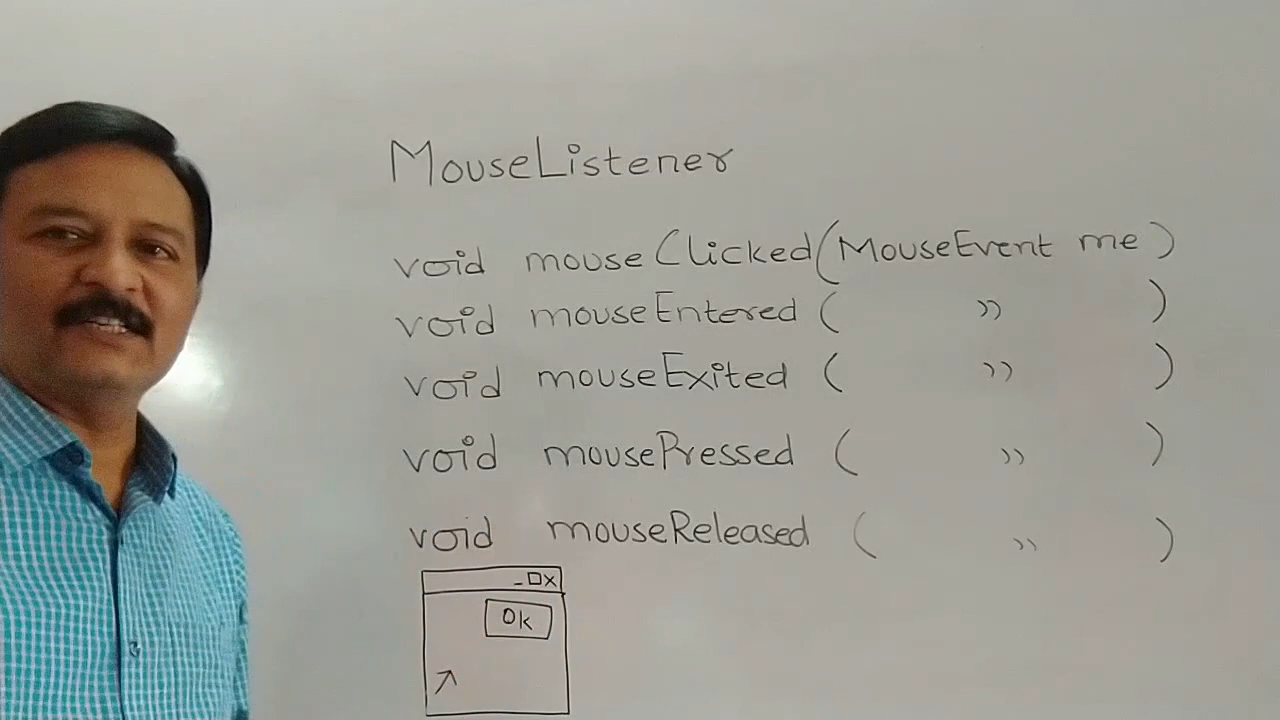 MouseListener
void mouseClicked(MouseEvent me)
void mouseEntered ( ,, )
void mouseExited ( ,, )
void mousePressed ( ,, )
void mouseReleased ( ,, )
_ □ x
Ok